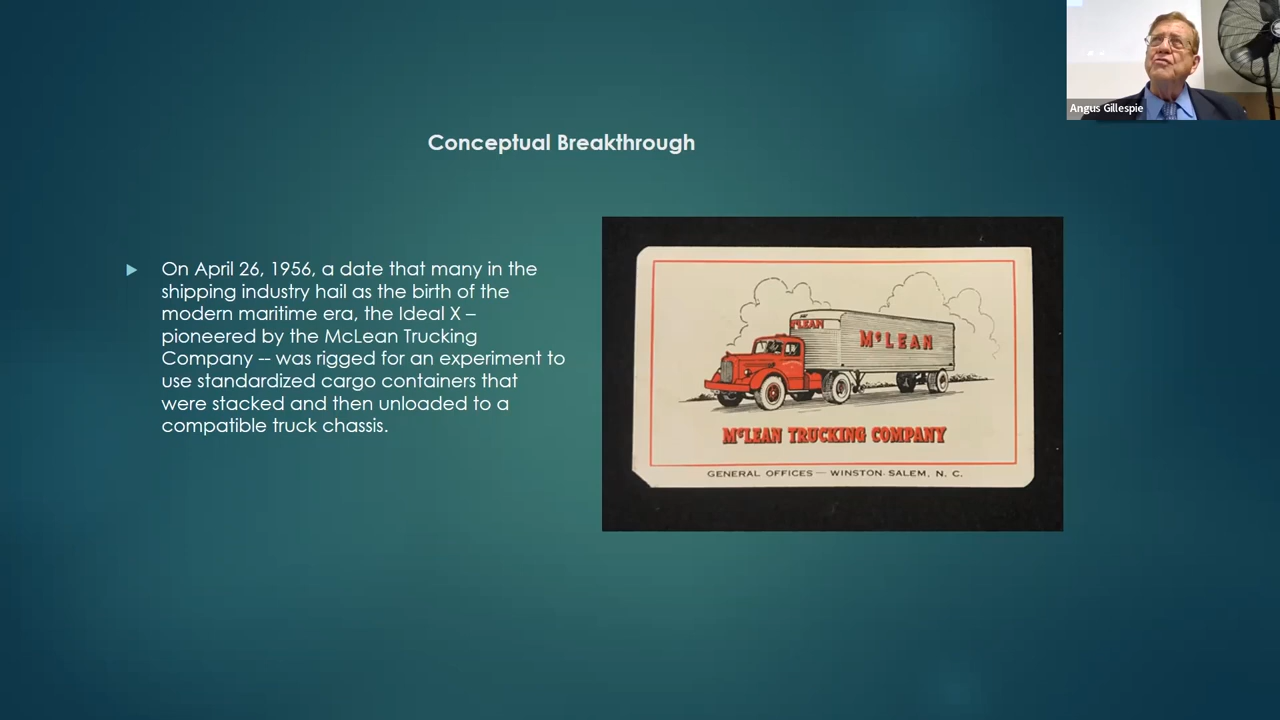 Angus Gillespie
Conceptual Breakthrough
On April 26, 1956, a date that many in the
shipping industry hail as the birth of the
modern maritime era, the Ideal X –
pioneered by the McLean Trucking
Company -- was rigged for an experiment to
use standardized cargo containers that
were stacked and then unloaded to a
compatible truck chassis.
McLEAN
McLEAN
McLEAN TRUCKING COMPANY
GENERAL OFFICES — WINSTON-SALEM, N. C.